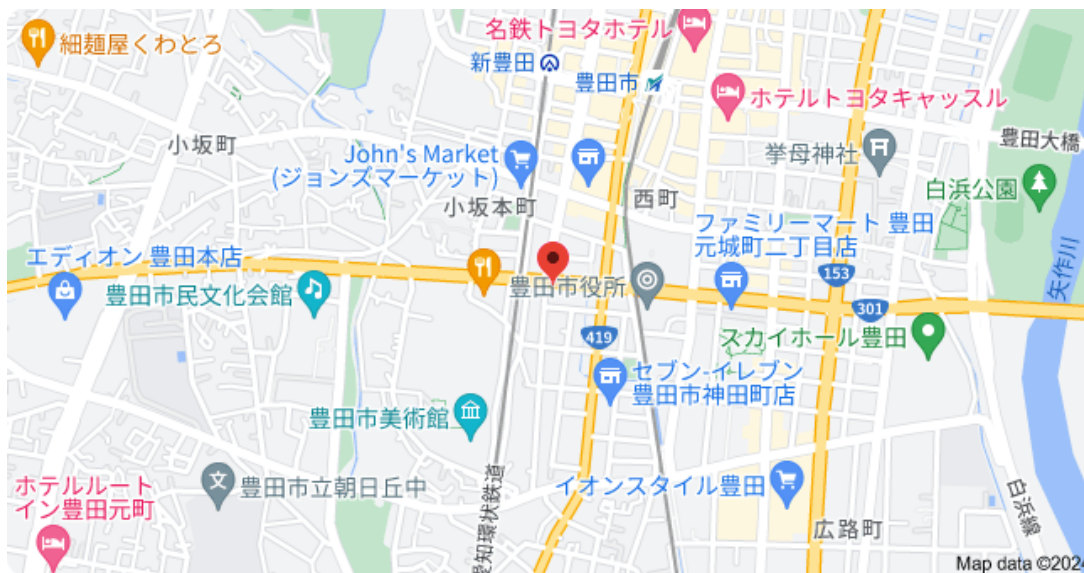 名鉄トヨタホテル
細麺屋くわとろ
新豊田
豊田市
ホテルトヨタキャッスル
豊田大橋
小坂町
John's Market
(ジョンズマーケット)
挙母神社
白浜公園
西町
小坂本町
ファミリーマート 豊田
元城町二丁目店
エディオン 豊田本店
矢作川
153
豊田市民文化会館
豊田市役所
301
419
スカイホール豊田
セブン-イレブン
豊田市神田町店
豊田市美術館
豊田市立朝日丘中
イオンスタイル豊田
ホテルルート
イン豊田元町
愛知環状鉄道
白浜線
広路町
Map data ©202